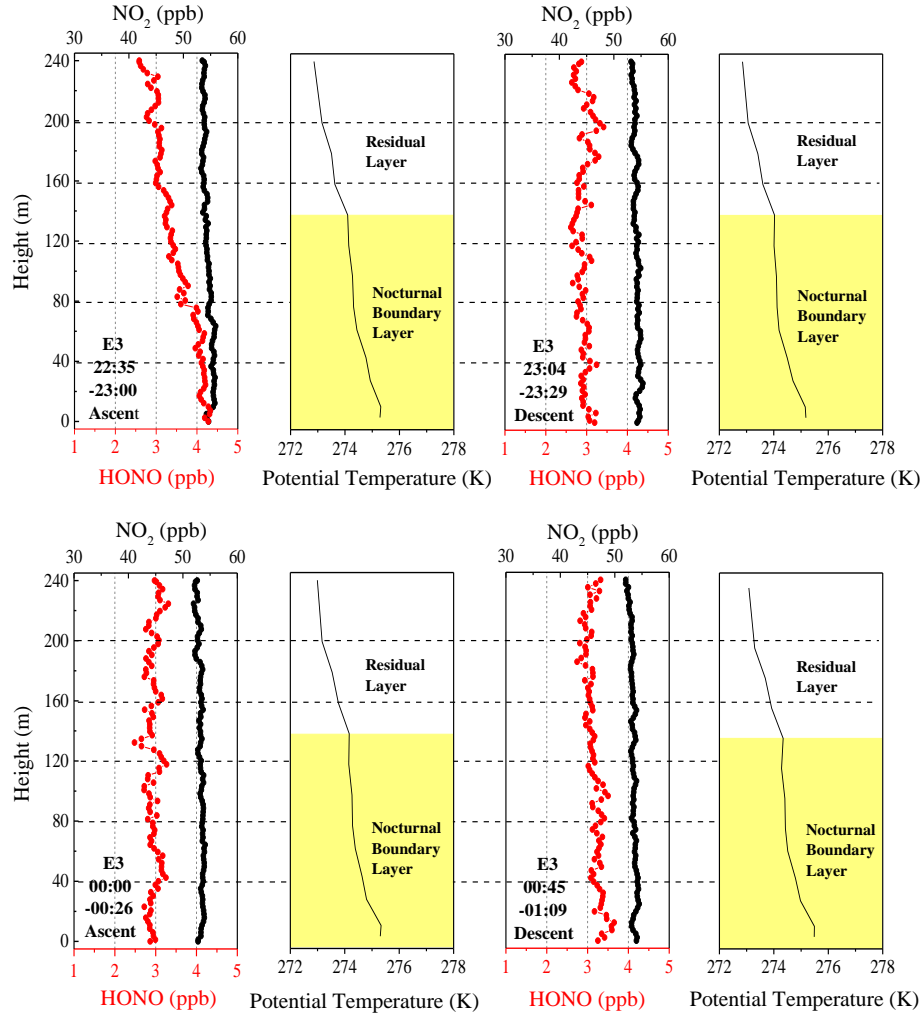 NO2 (ppb)
30 40 50 60
NO2 (ppb)
30 40 50 60
Height (m)
240
200
160
120
80
40
0
Residual
Layer
Nocturnal
Boundary
Layer
E3
22:35
-23:00
Ascent
Residual
Layer
Nocturnal
Boundary
Layer
E3
23:04
-23:29
Descent
1 2 3 4 5
HONO (ppb)
272 274 276 278
Potential Temperature (K)
1 2 3 4 5
HONO (ppb)
272 274 276 278
Potential Temperature (K)
NO2 (ppb)
30 40 50 60
NO2 (ppb)
30 40 50 60
Height (m)
240
200
160
120
80
40
0
Residual
Layer
Nocturnal
Boundary
Layer
E3
00:00
-00:26
Ascent
Residual
Layer
Nocturnal
Boundary
Layer
E3
00:45
-01:09
Descent
1 2 3 4 5
HONO (ppb)
272 274 276 278
Potential Temperature (K)
1 2 3 4 5
HONO (ppb)
272 274 276 278
Potential Temperature (K)